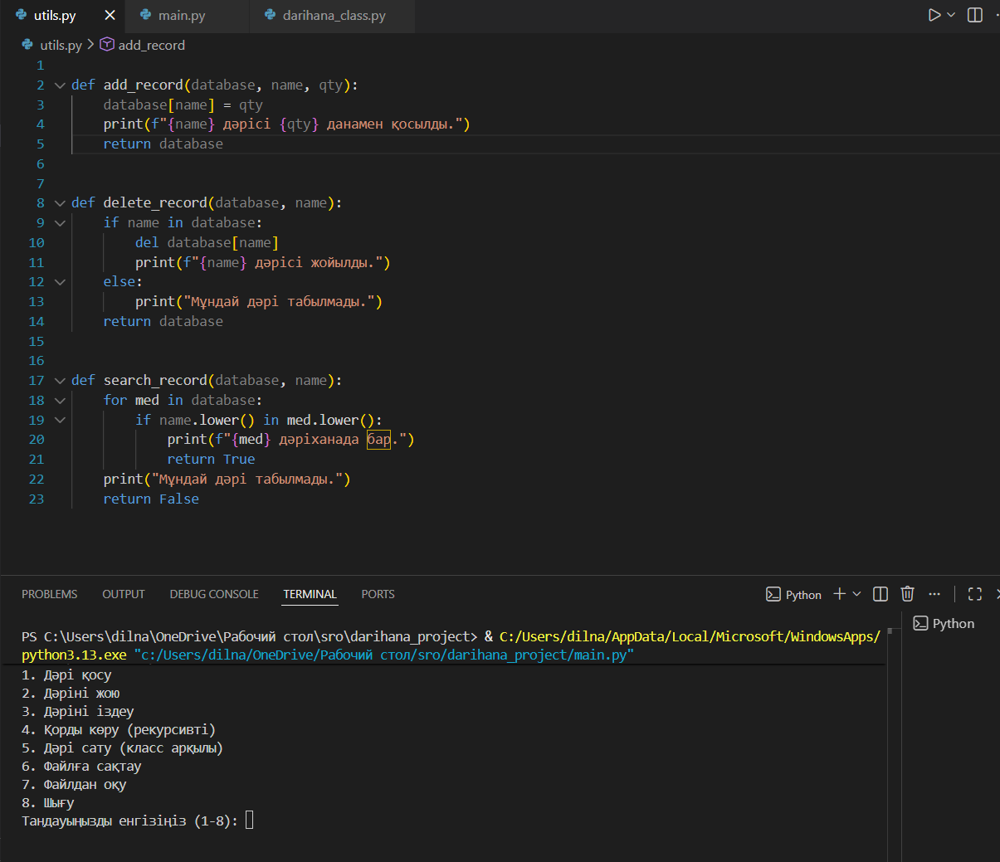 utils.py main.py darihana_class.py
utils.py > add_record
1
2 def add_record(database, name, qty):
3 database[name] = qty
4 print(f"{name} дәрісі {qty} данамен қосылды.")
5 return database
6
7
8 def delete_record(database, name):
9 if name in database:
10 del database[name]
11 print(f"{name} дәрісі жойылды.")
12 else:
13 print("Мұндай дәрі табылмады.")
14 return database
15
16
17 def search_record(database, name):
18 for med in database:
19 if name.lower() in med.lower():
20 print(f"{med} дәріханада бар.")
21 return True
22 print("Мұндай дәрі табылмады.")
23 return False
PROBLEMS OUTPUT DEBUG CONSOLE TERMINAL PORTS Python
Python
PS C:\Users\dilna\OneDrive\Рабочий стол\sro\darihana_project> & C:/Users/dilna/AppData/Local/Microsoft/WindowsApps/
python3.13.exe "c:/Users/dilna/OneDrive/Рабочий стол/sro/darihana_project/main.py"
1. Дәрі қосу
2. Дәріні жою
3. Дәріні іздеу
4. Қорды көру (рекурсивті)
5. Дәрі сату (класс арқылы)
6. Файлға сақтау
7. Файлдан оқу
8. Шығу
Таңдауыңызды енгізіңіз (1-8):